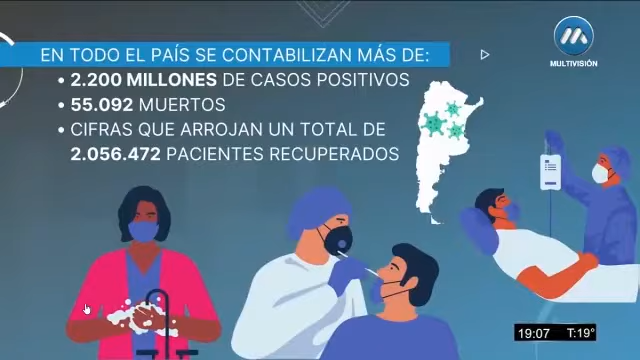 EN TODO EL PAÍS SE CONTABILIZAN MÁS DE:
• 2.200 MILLONES DE CASOS POSITIVOS
• 55.092 MUERTOS
• CIFRAS QUE ARROJAN UN TOTAL DE
2.056.472 PACIENTES RECUPERADOS
MULTIVISIÓN
19:07 T:19°